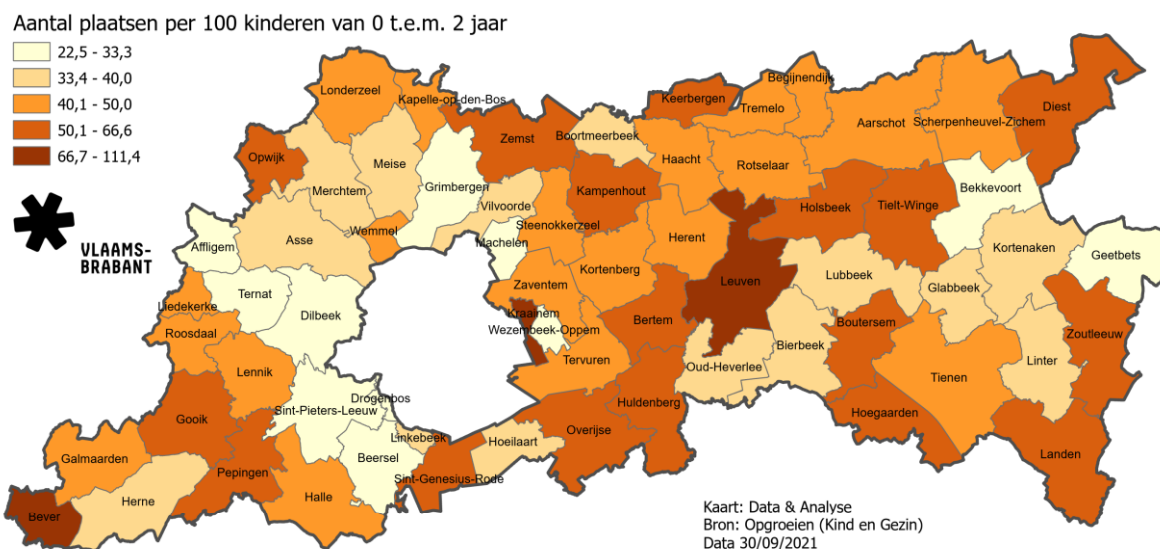 Aantal plaatsen per 100 kinderen van 0 t.e.m. 2 jaar
22,5 - 33,3
33,4 - 40,0
40,1 - 50,0
50,1 - 66,6
66,7 - 111,4
VLAAMS-
BRABANT
Londerzeel
Kapelle-op-den-Bos
Zemst
Boortmeerbeek
Keerbergen
Tremelo
Begijnendijk
Aarschot
Scherpenheuvel-Zichem
Diest
Opwijk
Merchtem
Meise
Grimbergen
Vilvoorde
Kampenhout
Haacht
Rotselaar
Holsbeek
Tielt-Winge
Bekkevoort
Kortenaken
Geetbets
Affligem
Asse
Wemmel
Machelen
Steenokkerzeel
Herent
Ternat
Dilbeek
Zaventem
Kortenberg
Leuven
Lubbeek
Glabbeek
Liedekerke
Roosdaal
Kraainem
Wezembeek-Oppem
Bertem
Bierbeek
Boutersem
Zoutleeuw
Lennik
Tervuren
Oud-Heverlee
Tienen
Linter
Gooik
Sint-Pieters-Leeuw
Drogenbos
Linkebeek
Hoeilaart
Overijse
Huldenberg
Hoegaarden
Landen
Galmaarden
Pepingen
Beersel
Sint-Genesius-Rode
Bever
Herne
Halle
Kaart: Data & Analyse
Bron: Opgroeien (Kind en Gezin)
Data 30/09/2021